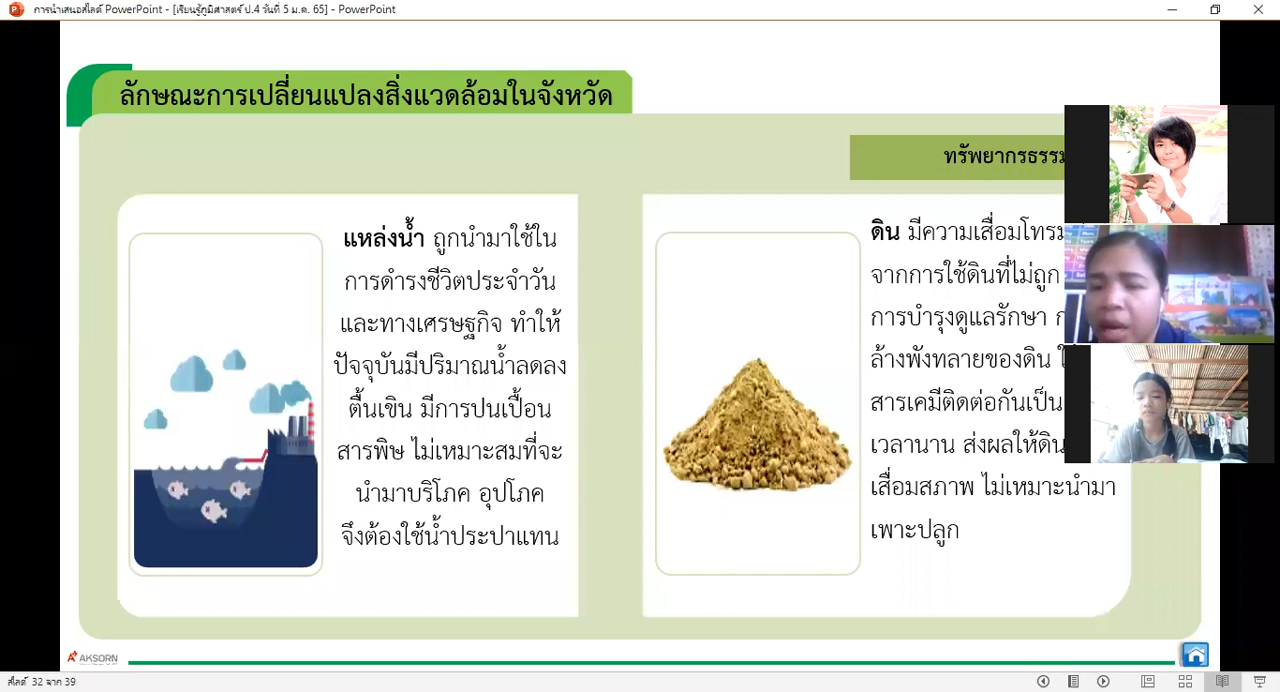 การนำเสนอสไลด์ PowerPoint - [เรียนรู้ภูมิศาสตร์ ป.4 วันที่ 5 ม.ค. 65] - PowerPoint
ลักษณะการเปลี่ยนแปลงสิ่งแวดล้อมในจังหวัด
ทรัพยากรธรรม
แหล่งน้ำ ถูกนำมาใช้ใน
การดำรงชีวิตประจำวัน
และทางเศรษฐกิจ ทำให้
ปัจจุบันมีปริมาณน้ำลดลง
ตื้นเขิน มีการปนเปื้อน
สารพิษ ไม่เหมาะสมที่จะ
นำมาบริโภค อุปโภค
จึงต้องใช้น้ำประปาแทน
ดิน มีความเสื่อมโทรม
จากการใช้ดินที่ไม่ถูก
การบำรุงดูแลรักษา
ล้างพังทลายของดิน
สารเคมีติดต่อกันเป็น
เวลานาน ส่งผลให้ดิน
เสื่อมสภาพ ไม่เหมาะนำมา
เพาะปลูก
AKSORN
สไลด์ 32 จาก 39